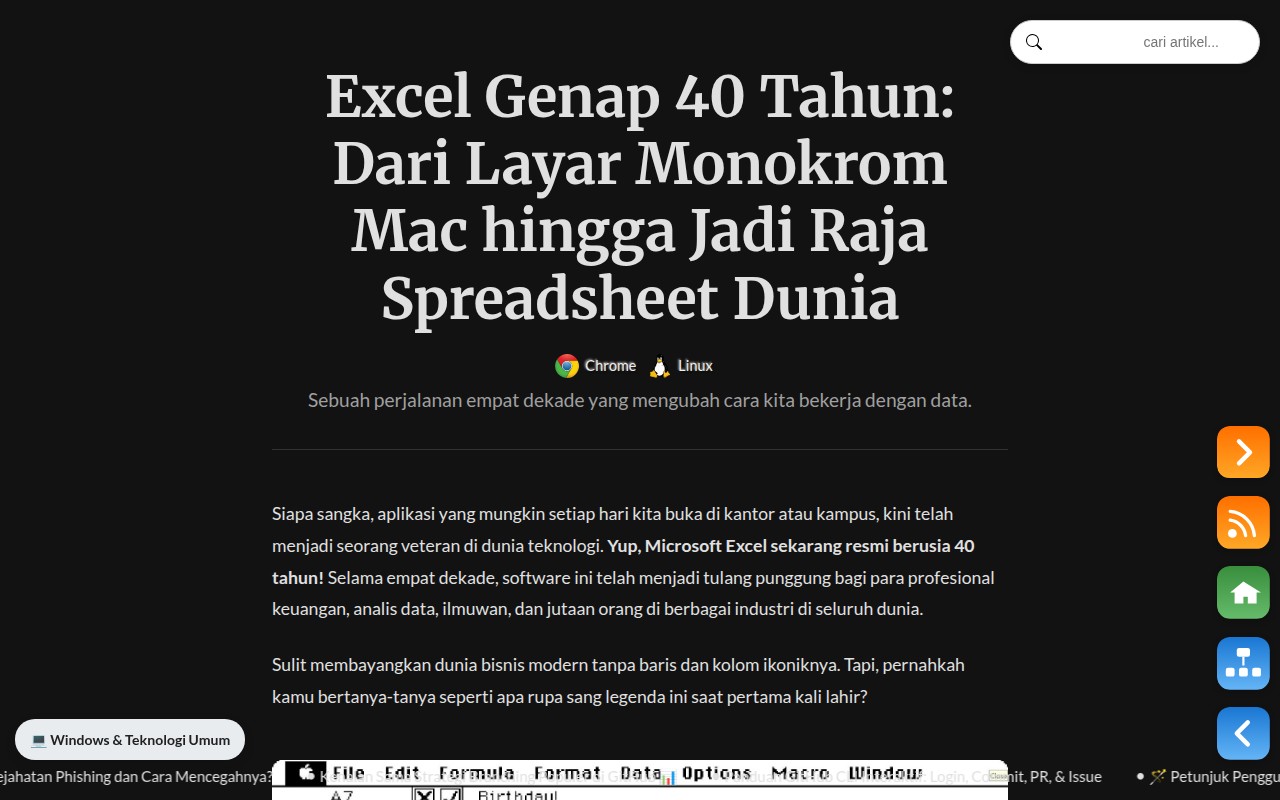 cari artikel...
Excel Genap 40 Tahun:
Dari Layar Monokrom
Mac hingga Jadi Raja
Spreadsheet Dunia
Chrome Linux
Sebuah perjalanan empat dekade yang mengubah cara kita bekerja dengan data.
Siapa sangka, aplikasi yang mungkin setiap hari kita buka di kantor atau kampus, kini telah
menjadi seorang veteran di dunia teknologi. Yup, Microsoft Excel sekarang resmi berusia 40
tahun! Selama empat dekade, software ini telah menjadi tulang punggung bagi para profesional
keuangan, analis data, ilmuwan, dan jutaan orang di berbagai industri di seluruh dunia.
Sulit membayangkan dunia bisnis modern tanpa baris dan kolom ikoniknya. Tapi, pernahkah
kamu bertanya-tanya seperti apa rupa sang legenda ini saat pertama kali lahir?
💻 Windows & Teknologi Umum
File Edit Formula Format Data Options Macro Window
ejahatan Phishing dan Cara Mencegahnya? Login, Commit, PR, & Issue • 🪄 Petunjuk Penggu
A7 Birthday!